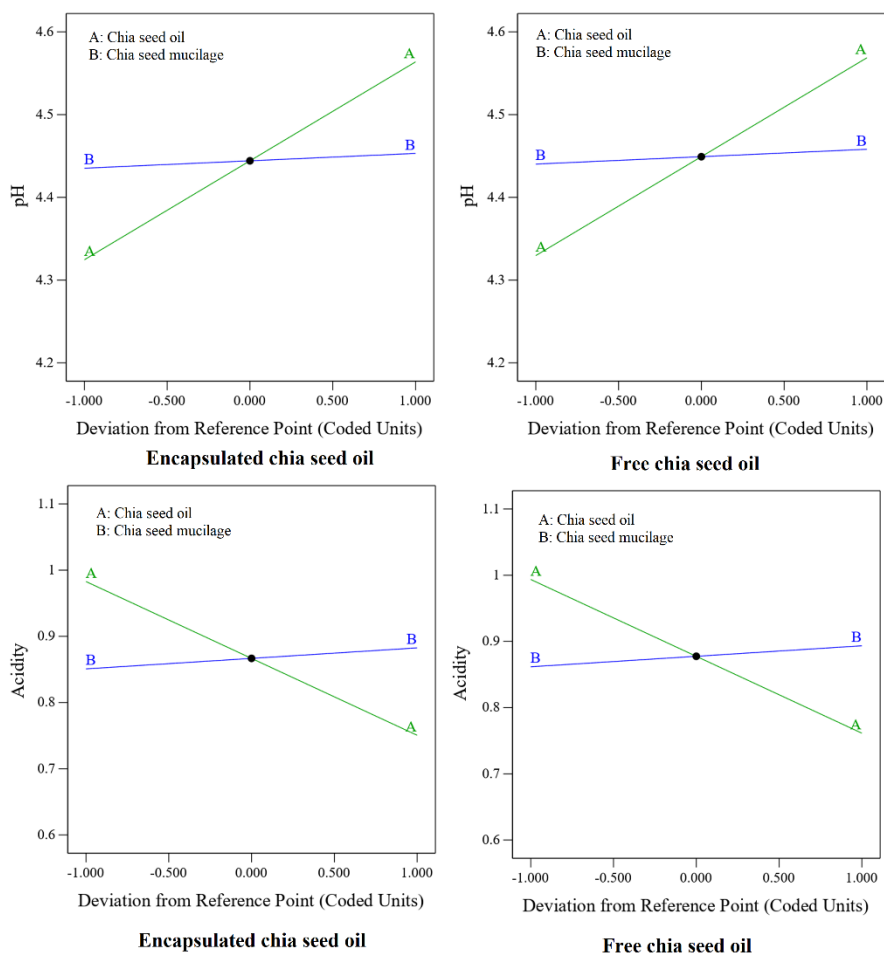 4.6
A: Chia seed oil
B: Chia seed mucilage
A
4.5
B
B
4.4
pH
A
4.3
4.2
-1.000
-0.500
0.000
0.500
1.000
Deviation from Reference Point (Coded Units)
Encapsulated chia seed oil
4.6
A: Chia seed oil
B: Chia seed mucilage
A
4.5
B
B
4.4
pH
A
4.3
4.2
-1.000
-0.500
0.000
0.500
1.000
Deviation from Reference Point (Coded Units)
Free chia seed oil
1.1
A: Chia seed oil
B: Chia seed mucilage
1
A
0.9
B
B
Acidity
0.8
A
0.7
0.6
-1.000
-0.500
0.000
0.500
1.000
Deviation from Reference Point (Coded Units)
Encapsulated chia seed oil
1.1
A: Chia seed oil
B: Chia seed mucilage
1
A
0.9
B
B
Acidity
0.8
A
0.7
0.6
-1.000
-0.500
0.000
0.500
1.000
Deviation from Reference Point (Coded Units)
Free chia seed oil